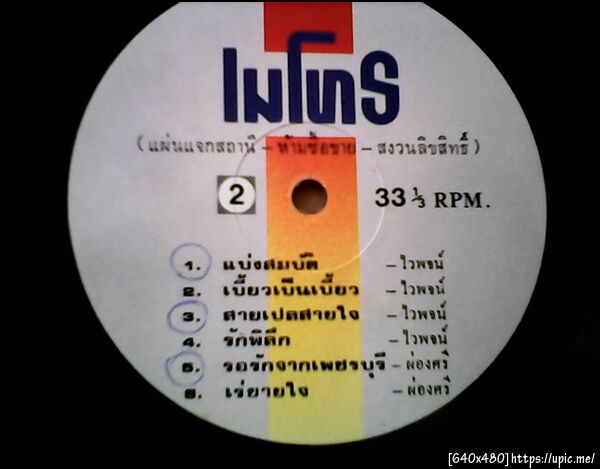 เมโทร
(แผ่นแจกสถานี - ห้ามซื้อขาย - สงวนลิขสิทธิ์)
2 33 ⅓ RPM.
1. แบ่งสมบัติ - ไวพจน์
2. เบี้ยวเป็นเบี้ยว - ไวพจน์
3. สายเปลสายใจ - ไวพจน์
4. รักพิลึก - ไวพจน์
5. รอรักจากเพชรบุรี - ผ่องศรี
6. เร่ขายใจ - ผ่องศรี
[640x480]https://upic.me/